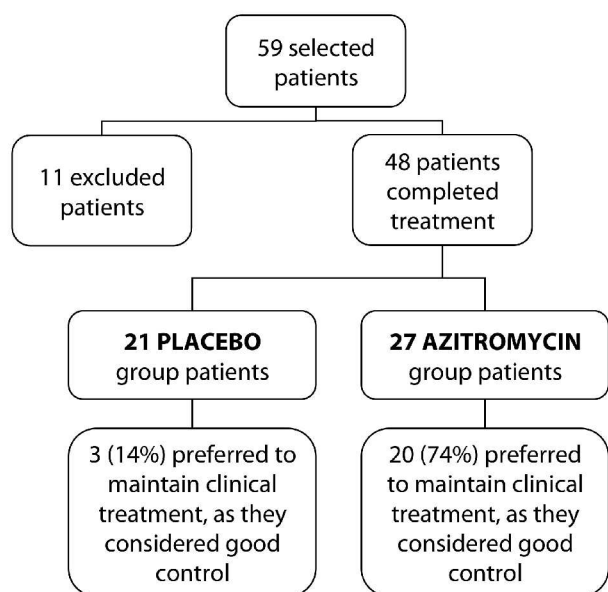 59 selected
patients
11 excluded
patients
48 patients
completed
treatment
21 PLACEBO
group patients
27 AZITROMYCIN
group patients
3 (14%) preferred to
maintain clinical
treatment, as they
considered good
control
20 (74%) preferred
to maintain clinical
treatment, as they
considered good
control